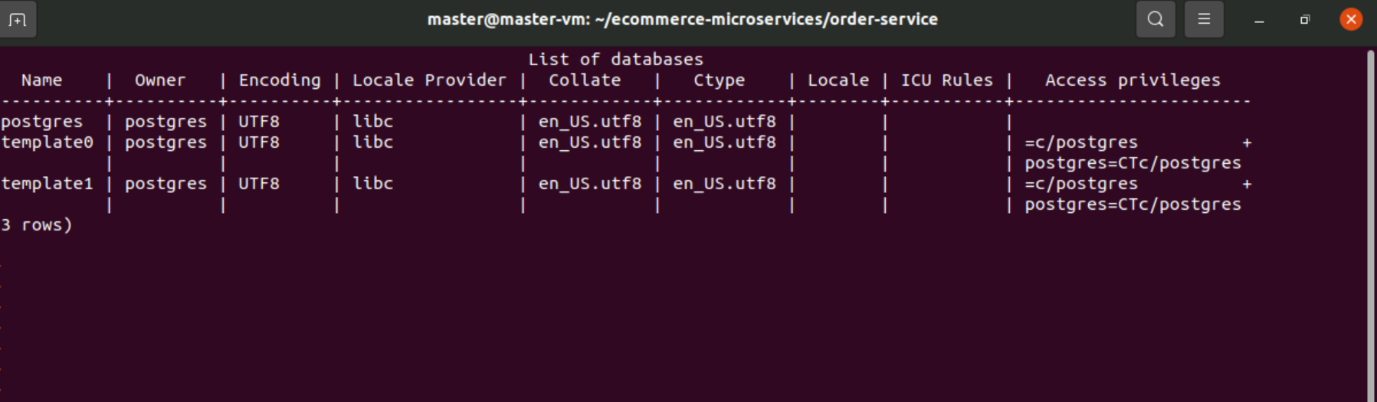 master@master-vm: ~/ecommerce-microservices/order-service
List of databases
Name | Owner | Encoding | Locale Provider | Collate | Ctype | Locale | ICU Rules | Access privileges
----------+----------+----------+-----------------+------------+------------+--------+-----------+-----------------------
postgres | postgres | UTF8 | libc | en_US.utf8 | en_US.utf8 | | |
template0 | postgres | UTF8 | libc | en_US.utf8 | en_US.utf8 | | | =c/postgres +
| | | | | | | | postgres=CTc/postgres
template1 | postgres | UTF8 | libc | en_US.utf8 | en_US.utf8 | | | =c/postgres +
| | | | | | | | postgres=CTc/postgres
3 rows)